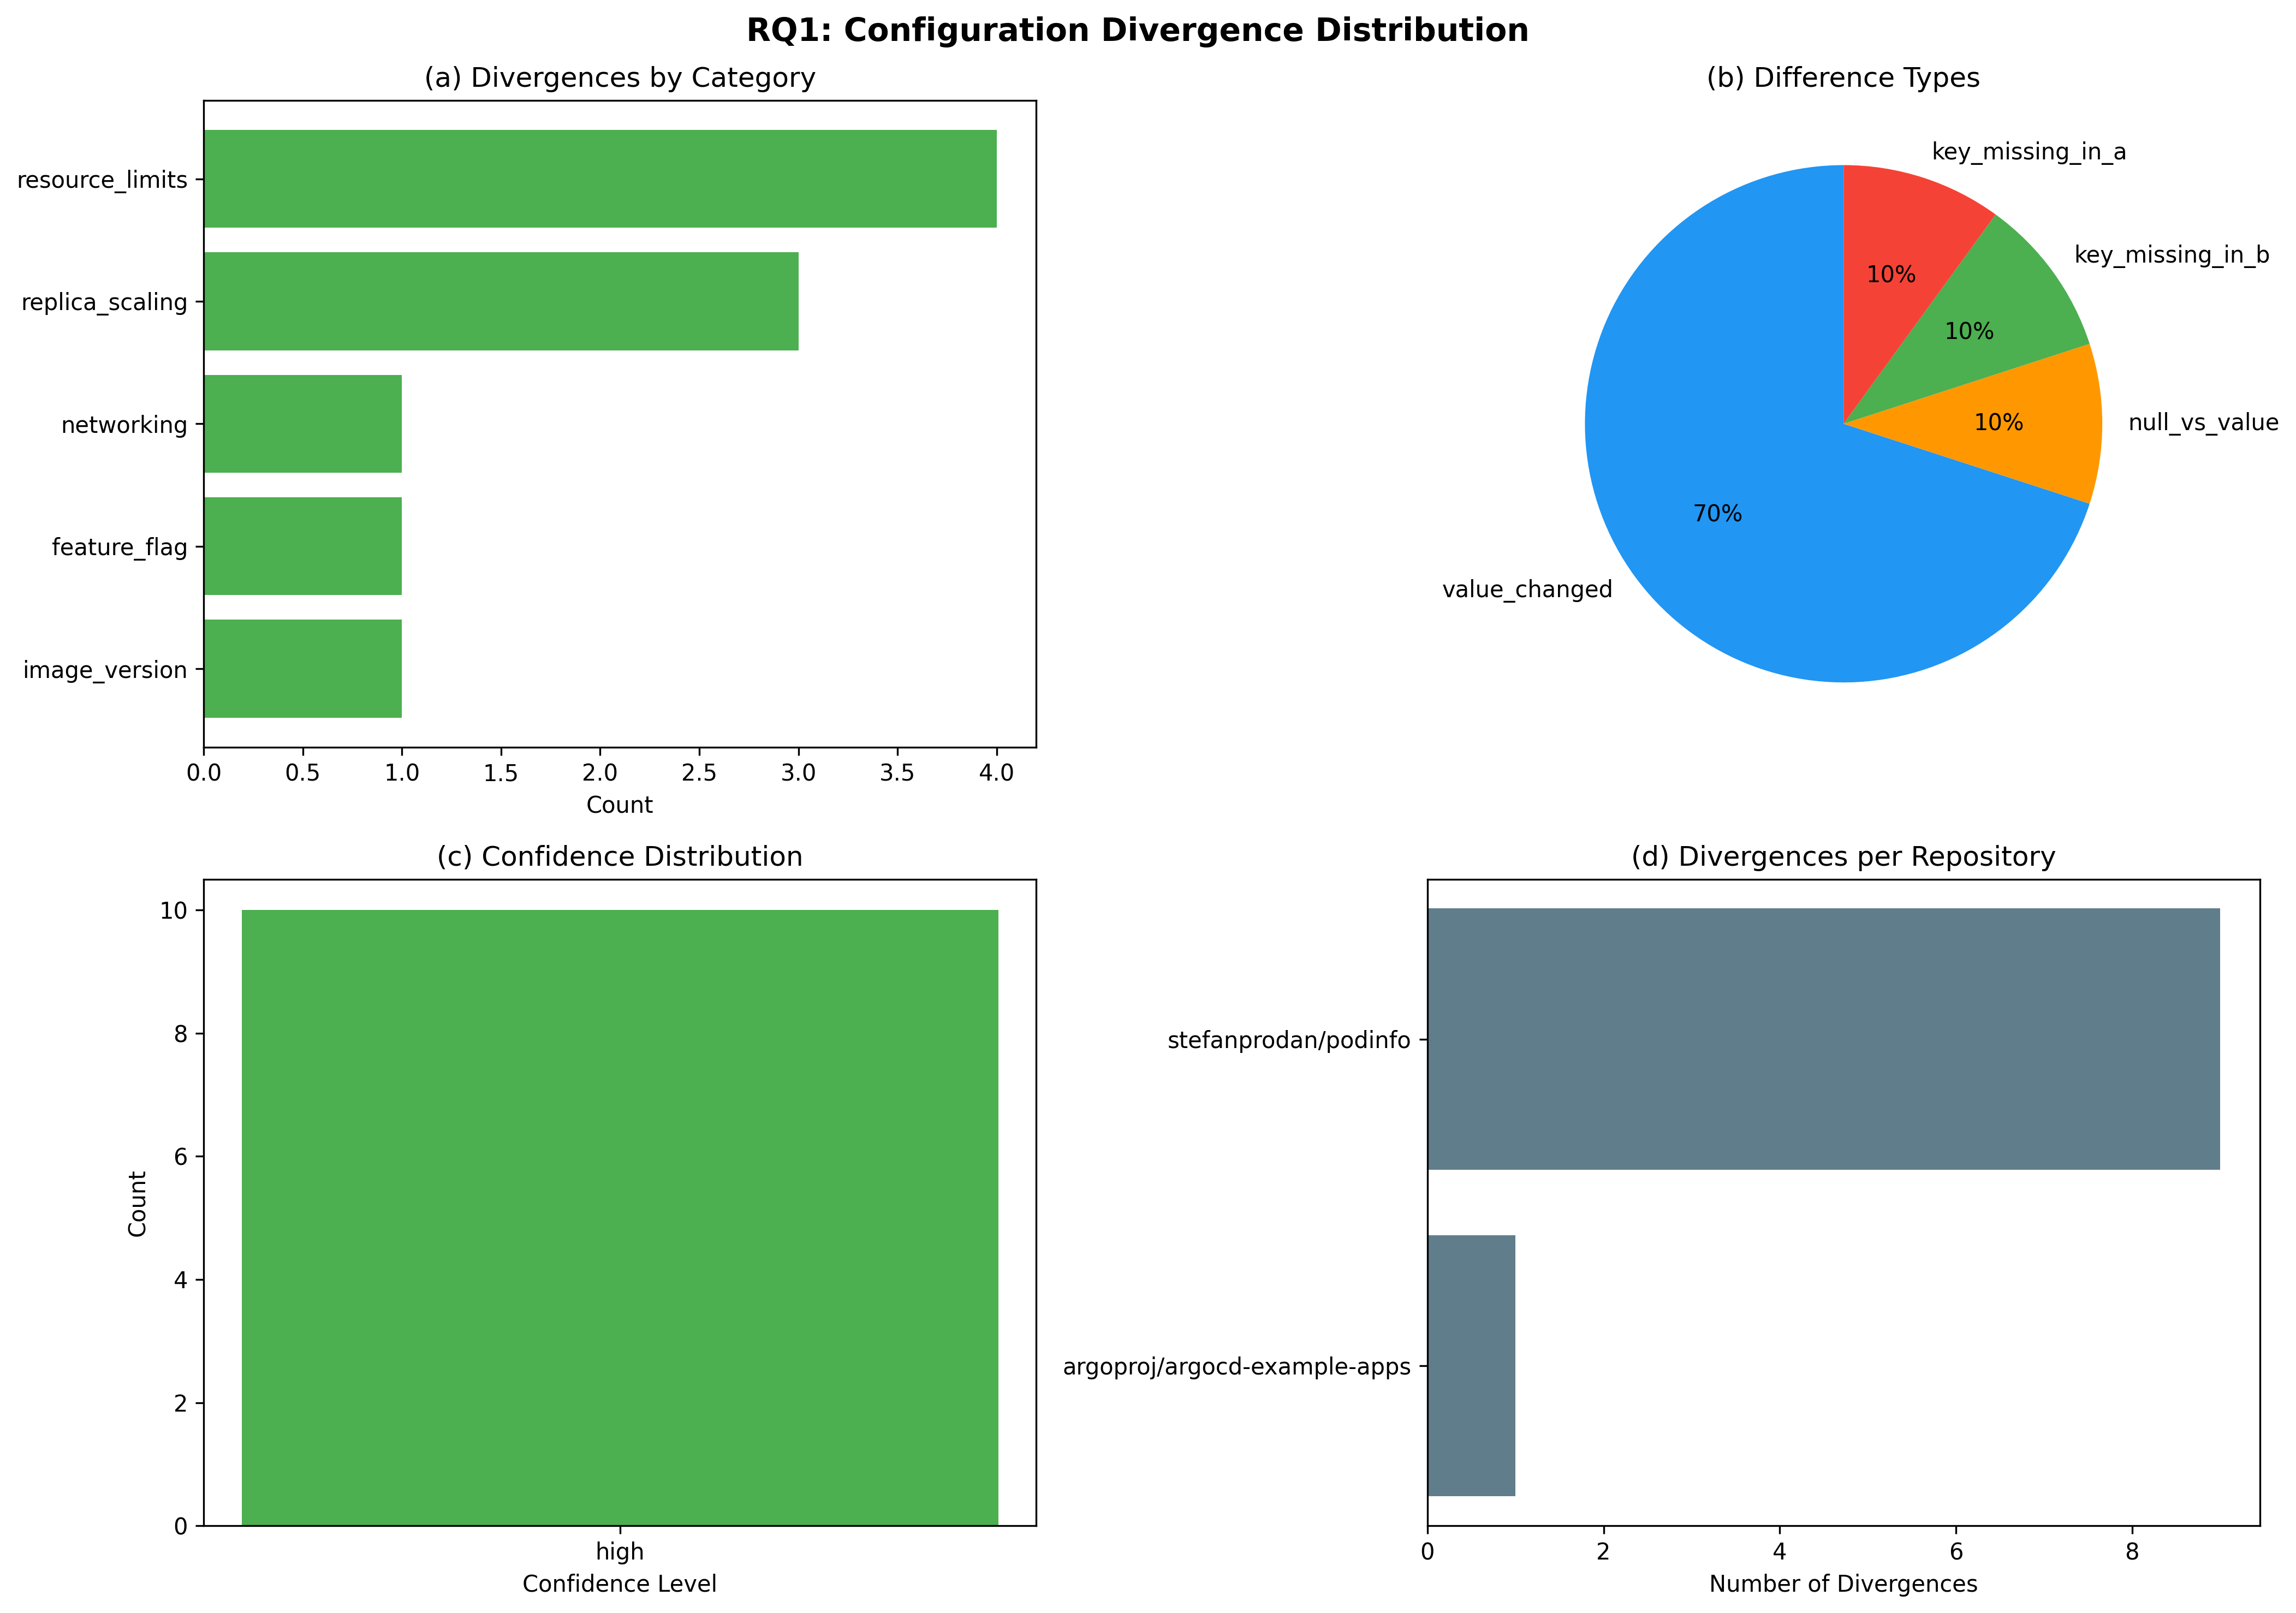 RQ1: Configuration Divergence Distribution
(a) Divergences by Category
resource_limits
replica_scaling
networking
feature_flag
image_version
0.0 0.5 1.0 1.5 2.0 2.5 3.0 3.5 4.0
Count
(b) Difference Types
key_missing_in_a
key_missing_in_b
null_vs_value
value_changed
10%
10%
10%
70%
(c) Confidence Distribution
10
8
6
4
2
0
Count
high
Confidence Level
(d) Divergences per Repository
stefanprodan/podinfo
argoproj/argocd-example-apps
0 2 4 6 8
Number of Divergences